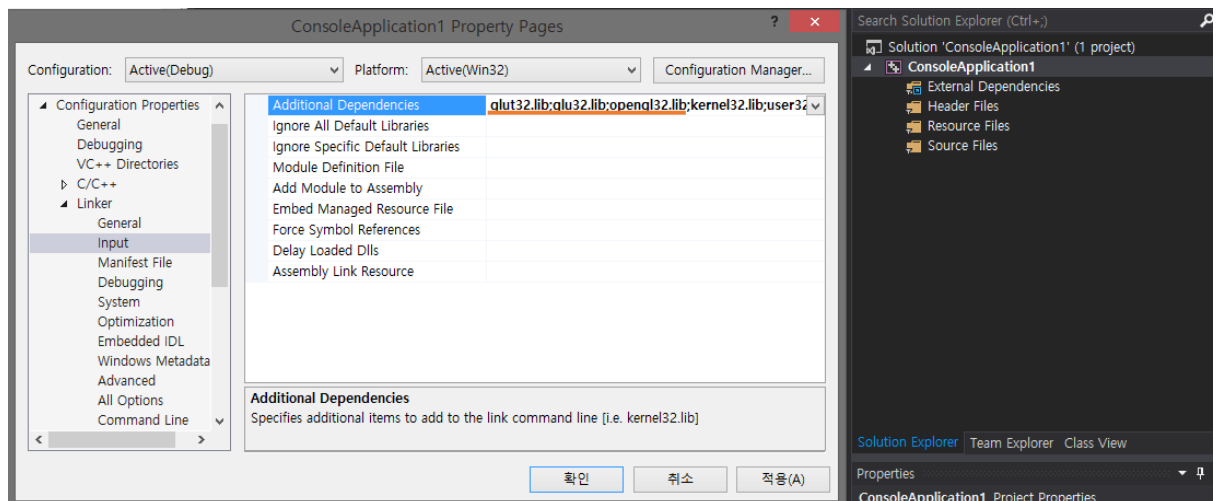 ConsoleApplication1 Property Pages
? ×
Configuration: Active(Debug) Platform: Active(Win32) Configuration Manager...
Configuration Properties
General
Debugging
VC++ Directories
C/C++
Linker
General
Input
Manifest File
Debugging
System
Optimization
Embedded IDL
Windows Metadata
Advanced
All Options
Command Line
Additional Dependencies glut32.lib;glu32.lib;opengl32.lib;kernel32.lib;user32
Ignore All Default Libraries
Ignore Specific Default Libraries
Module Definition File
Add Module to Assembly
Embed Managed Resource File
Force Symbol References
Delay Loaded Dlls
Assembly Link Resource
Additional Dependencies
Specifies additional items to add to the link command line [i.e. kernel32.lib]
확인 취소 적용(A)
Search Solution Explorer (Ctrl+;)
Solution 'ConsoleApplication1' (1 project)
ConsoleApplication1
External Dependencies
Header Files
Resource Files
Source Files
Solution Explorer Team Explorer Class View
Properties
ConsoleApplication1 Project Properties